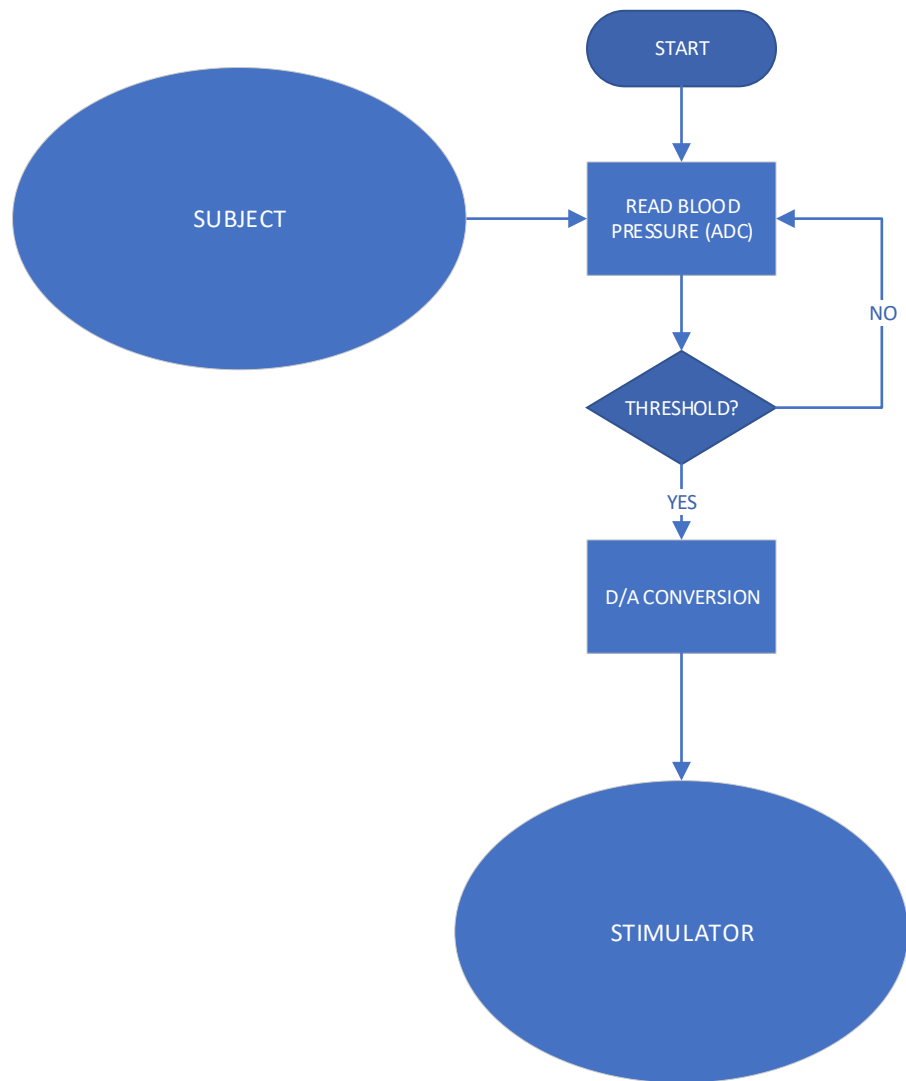 START
SUBJECT
READ BLOOD
PRESSURE (ADC)
NO
THRESHOLD?
YES
D/A CONVERSION
STIMULATOR